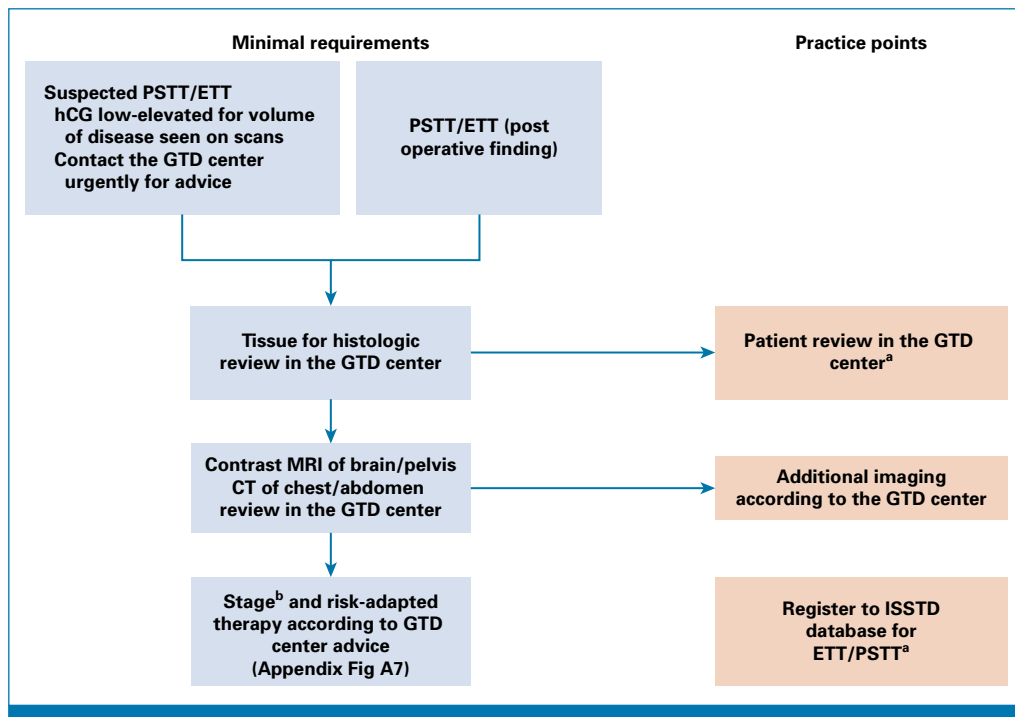 Minimal requirements
Practice points
Suspected PSTT/ETT
hCG low-elevated for volume
of disease seen on scans
Contact the GTD center
urgently for advice
PSTT/ETT (post
operative finding)
Tissue for histologic
review in the GTD center
Patient review in the GTD
center^a
Contrast MRI of brain/pelvis
CT of chest/abdomen
review in the GTD center
Additional imaging
according to the GTD center
Stage^b and risk-adapted
therapy according to GTD
center advice
(Appendix Fig A7)
Register to ISSTD
database for
ETT/PSTT^a